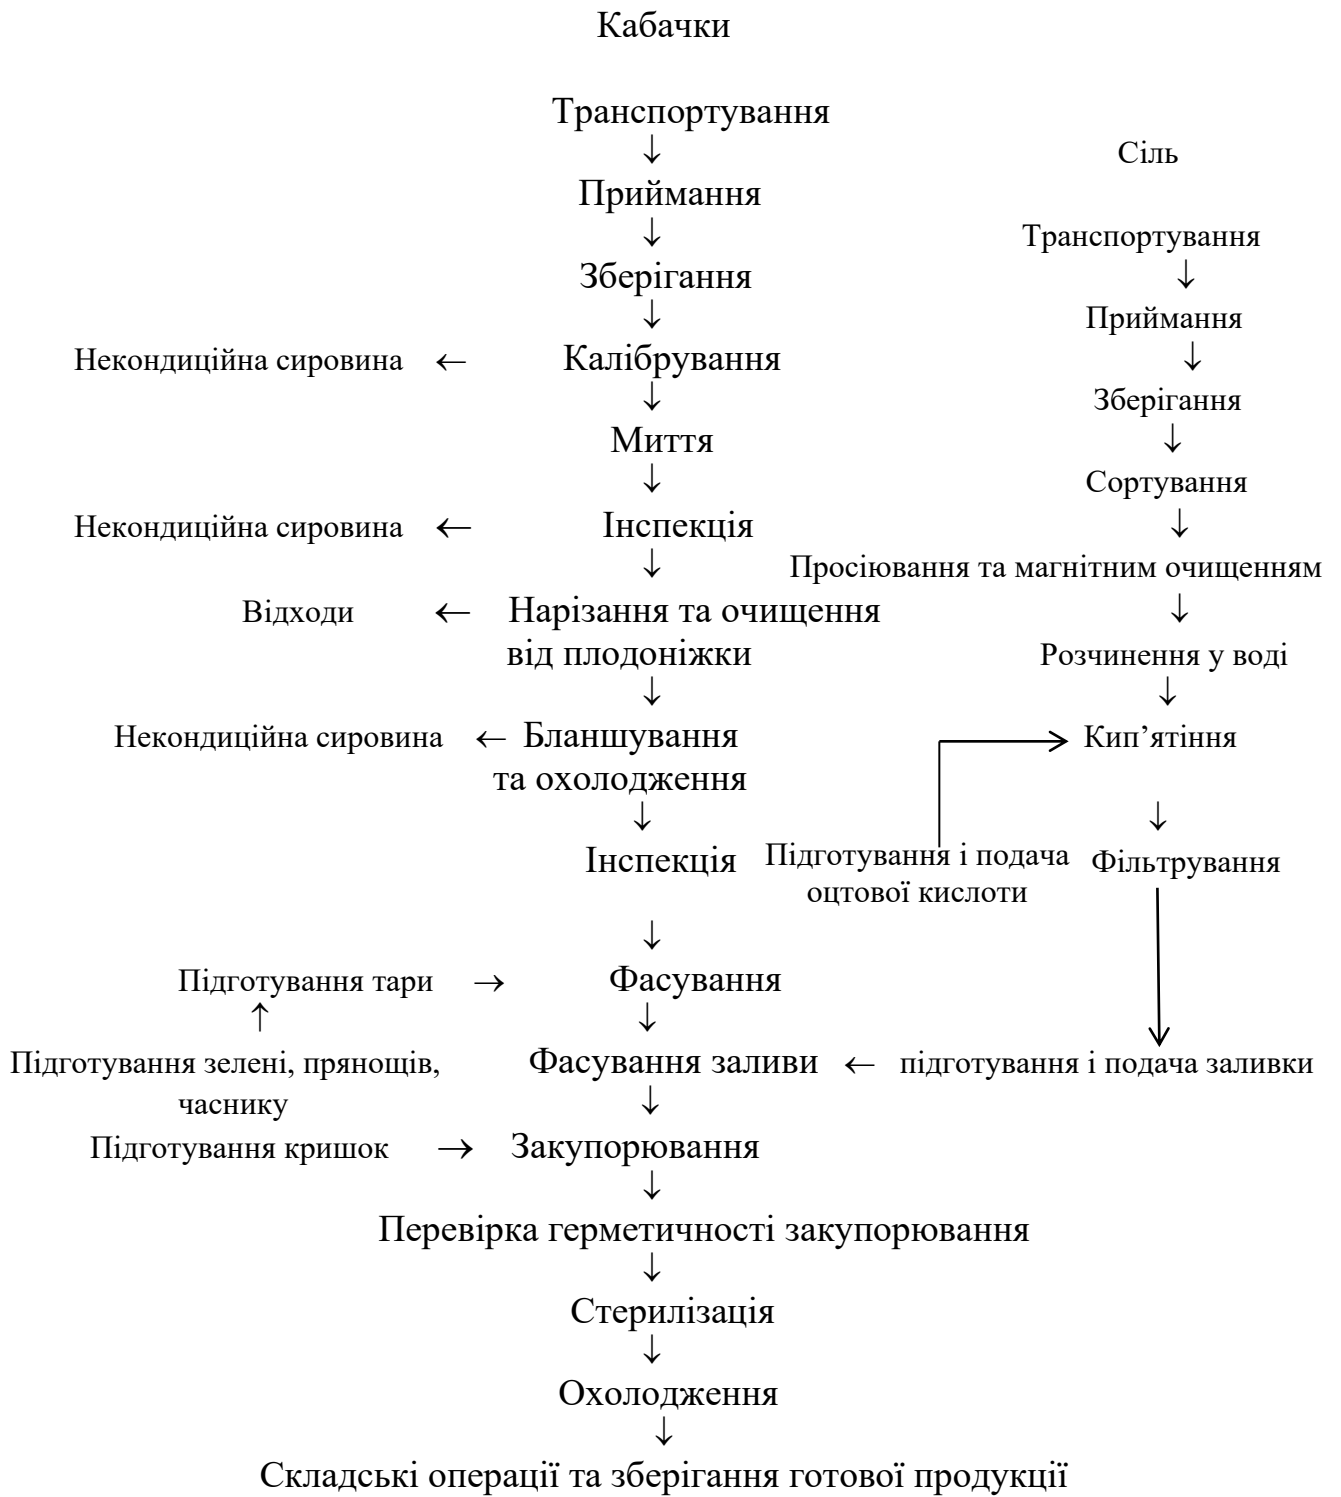 Кабачки
Транспортування
↓
Сіль
Приймання
↓
Транспортування
Зберігання
↓
↓
Приймання
Некондиційна сировина ← Калібрування
↓
↓
Зберігання
Миття
↓
↓
Сортування
Некондиційна сировина ← Інспекція
↓
↓
Просіювання та магнітним очищенням
Відходи ← Нарізання та очищення
↓
від плодоніжки
Розчинення у воді
↓
↓
Некондиційна сировина ← Бланшування
Кип’ятіння
та охолодження
↓
↓
Інспекція
Підготування і подача
Фільтрування
оцтової кислоти
↓
Підготування тари → Фасування
↑
↓
Підготування зелені, прянощів,
Фасування заливи ← підготування і подача заливки
часнику
↓
Підготування кришок → Закупорювання
↓
Перевірка герметичності закупорювання
↓
Стерилізація
↓
Охолодження
↓
Складські операції та зберігання готової продукції